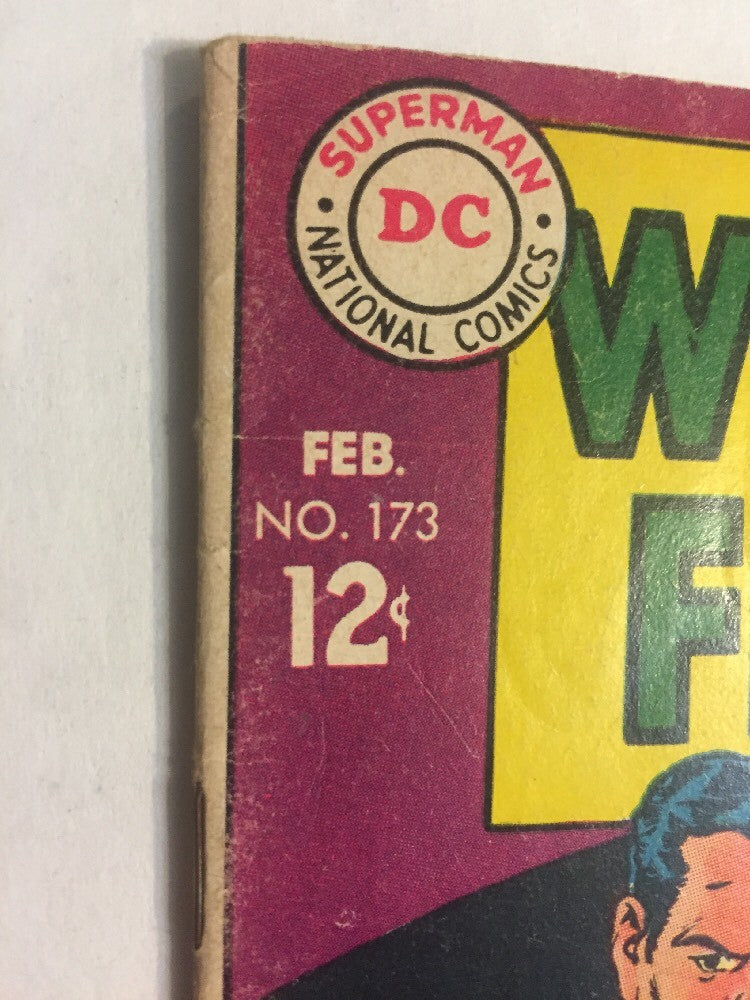 SUPERMAN
DC
NATIONAL COMICS
FEB.
NO. 173
12¢
W
F